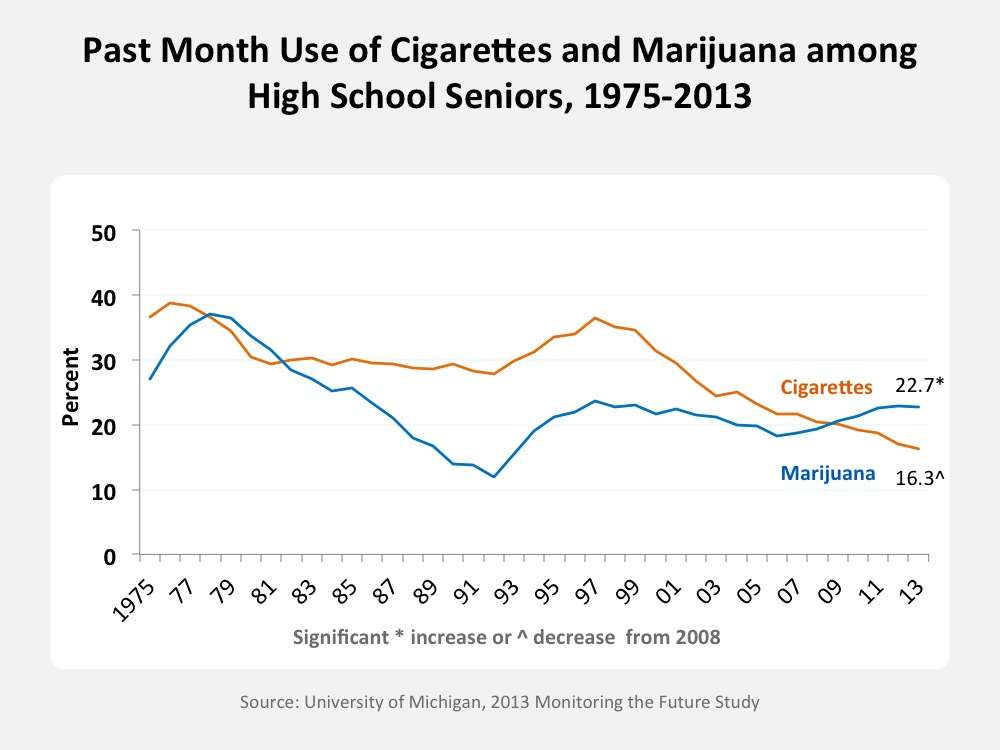 Past Month Use of Cigarettes and Marijuana among
High School Seniors, 1975-2013
50
40
30
20
10
0
Percent
Cigarettes
22.7*
Marijuana
16.3^
1975 77 79 81 83 85 87 89 91 93 95 97 99 01 03 05 07 09 11 13
Significant * increase or ^ decrease from 2008
Source: University of Michigan, 2013 Monitoring the Future Study